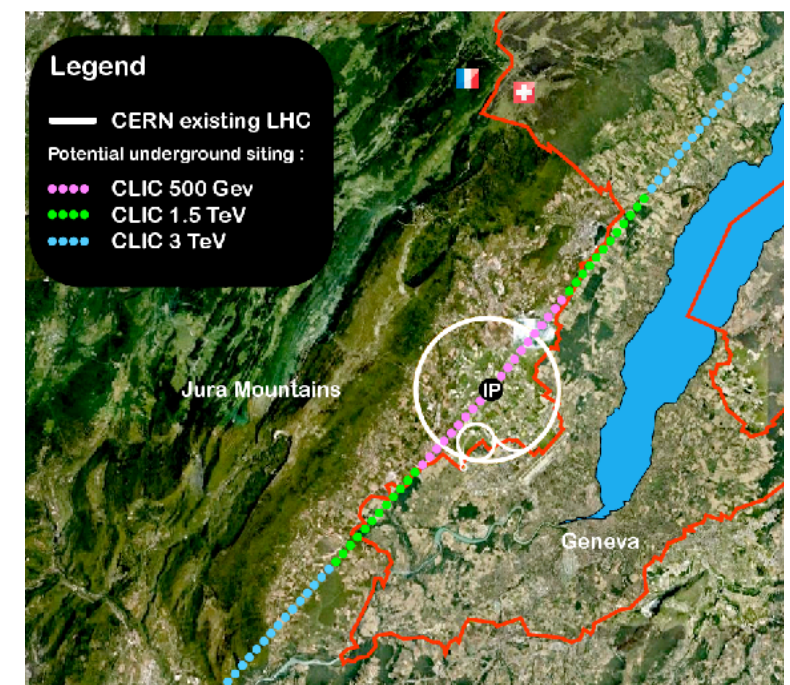 Legend
CERN existing LHC
Potential underground siting :
CLIC 500 Gev
CLIC 1.5 TeV
CLIC 3 TeV
Jura Mountains
IP
Geneva